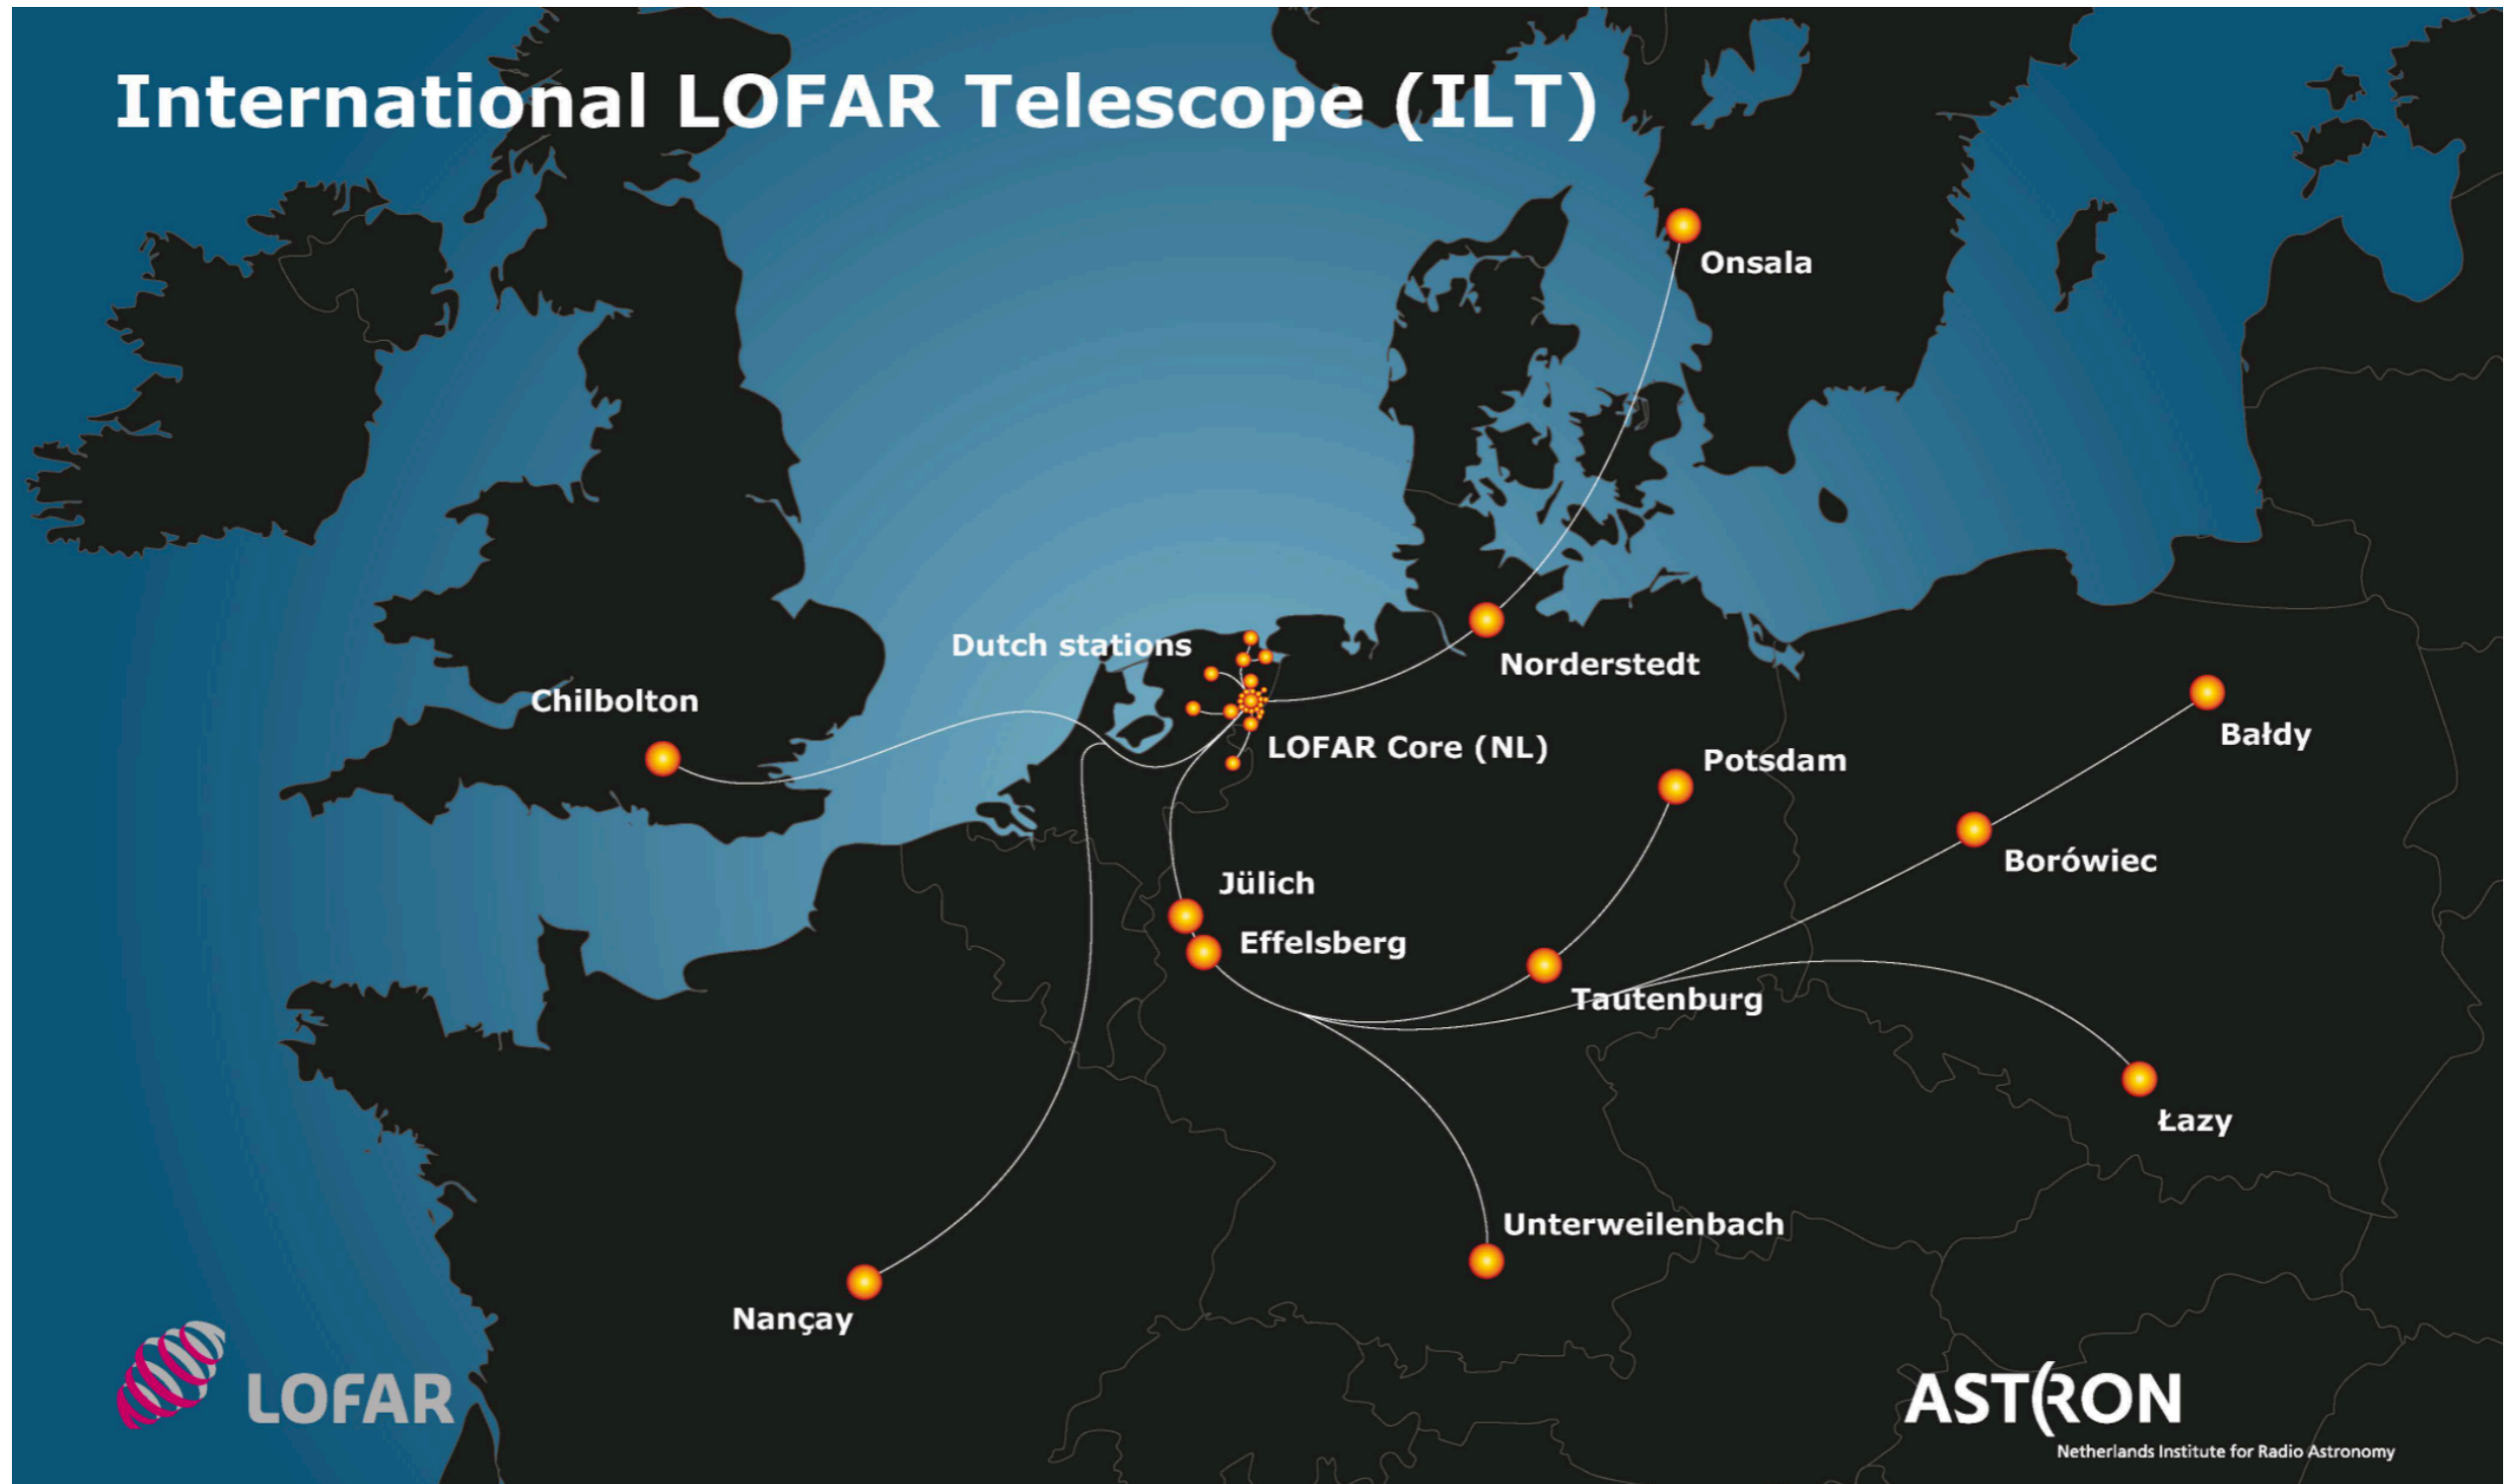 International LOFAR Telescope (ILT)
Onsala
Dutch stations
Norderstedt
Chilbolton
Bałdy
LOFAR Core (NL)
Potsdam
Borówiec
Jülich
Effelsberg
Tautenburg
Łazy
Unterweilenbach
Nançay
LOFAR
ASTRON
Netherlands Institute for Radio Astronomy